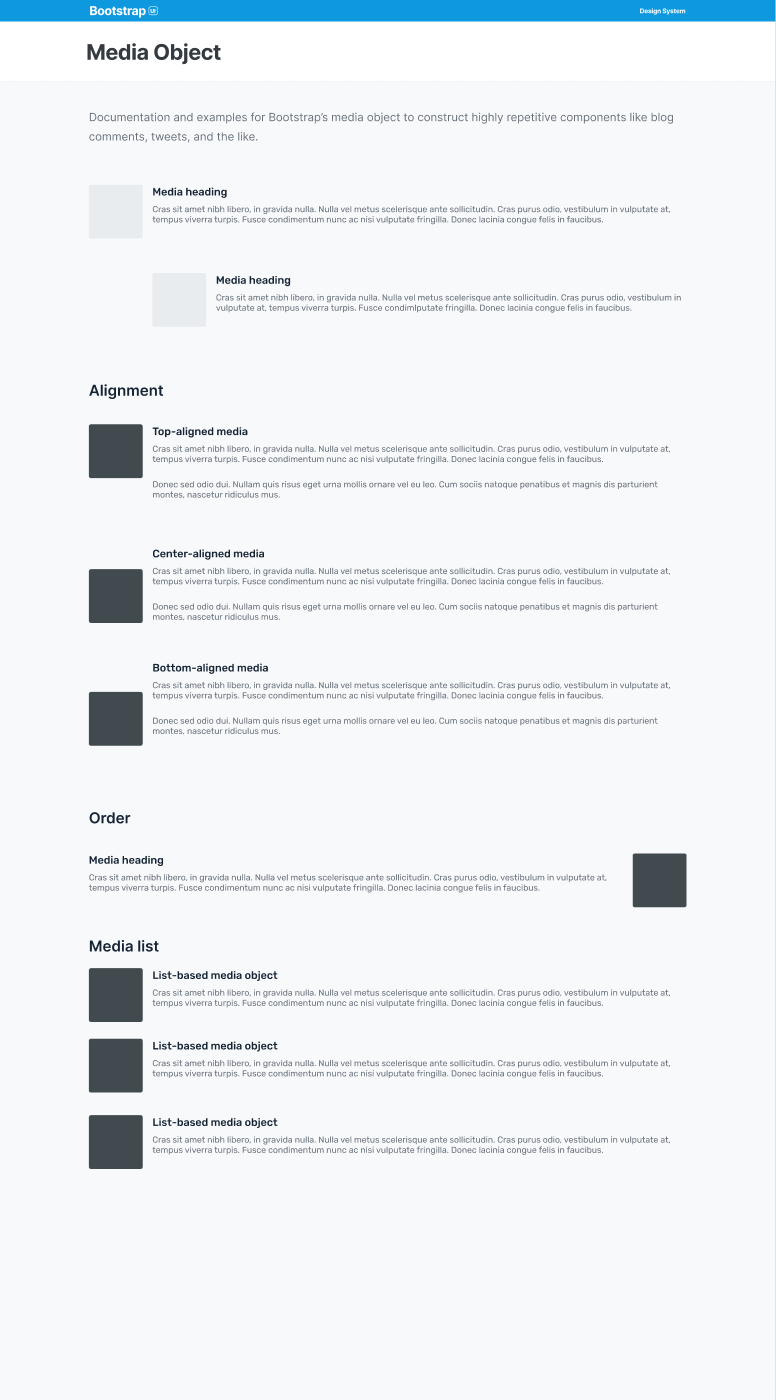 Bootstrap UI
Design System
Media Object
Documentation and examples for Bootstrap's media object to construct highly repetitive components like blog
comments, tweets, and the like.
Media heading
Cras sit amet nibh libero, in gravida nulla. Nulla vel metus scelerisque ante sollicitudin. Cras purus odio, vestibulum in vulputate at,
tempus viverra turpis. Fusce condimentum nunc ac nisi vulputate fringilla. Donec lacinia congue felis in faucibus.
Media heading
Cras sit amet nibh libero, in gravida nulla. Nulla vel metus scelerisque ante sollicitudin. Cras purus odio, vestibulum in
vulputate at, tempus viverra turpis. Fusce condimlputate fringilla. Donec lacinia congue felis in faucibus.
Alignment
Top-aligned media
Cras sit amet nibh libero, in gravida nulla. Nulla vel metus scelerisque ante sollicitudin. Cras purus odio, vestibulum in vulputate at,
tempus viverra turpis. Fusce condimentum nunc ac nisi vulputate fringilla. Donec lacinia congue felis in faucibus.
Donec sed odio dui. Nullam quis risus eget urna mollis ornare vel eu leo. Cum sociis natoque penatibus et magnis dis parturient
montes, nascetur ridiculus mus.
Center-aligned media
Cras sit amet nibh libero, in gravida nulla. Nulla vel metus scelerisque ante sollicitudin. Cras purus odio, vestibulum in vulputate at,
tempus viverra turpis. Fusce condimentum nunc ac nisi vulputate fringilla. Donec lacinia congue felis in faucibus.
Donec sed odio dui. Nullam quis risus eget urna mollis ornare vel eu leo. Cum sociis natoque penatibus et magnis dis parturient
montes, nascetur ridiculus mus.
Bottom-aligned media
Cras sit amet nibh libero, in gravida nulla. Nulla vel metus scelerisque ante sollicitudin. Cras purus odio, vestibulum in vulputate at,
tempus viverra turpis. Fusce condimentum nunc ac nisi vulputate fringilla. Donec lacinia congue felis in faucibus.
Donec sed odio dui. Nullam quis risus eget urna mollis ornare vel eu leo. Cum sociis natoque penatibus et magnis dis parturient
montes, nascetur ridiculus mus.
Order
Media heading
Cras sit amet nibh libero, in gravida nulla. Nulla vel metus scelerisque ante sollicitudin. Cras purus odio, vestibulum in vulputate at,
tempus viverra turpis. Fusce condimentum nunc ac nisi vulputate fringilla. Donec lacinia congue felis in faucibus.
Media list
List-based media object
Cras sit amet nibh libero, in gravida nulla. Nulla vel metus scelerisque ante sollicitudin. Cras purus odio, vestibulum in vulputate at,
tempus viverra turpis. Fusce condimentum nunc ac nisi vulputate fringilla. Donec lacinia congue felis in faucibus.
List-based media object
Cras sit amet nibh libero, in gravida nulla. Nulla vel metus scelerisque ante sollicitudin. Cras purus odio, vestibulum in vulputate at,
tempus viverra turpis. Fusce condimentum nunc ac nisi vulputate fringilla. Donec lacinia congue felis in faucibus.
List-based media object
Cras sit amet nibh libero, in gravida nulla. Nulla vel metus scelerisque ante sollicitudin. Cras purus odio, vestibulum in vulputate at,
tempus viverra turpis. Fusce condimentum nunc ac nisi vulputate fringilla. Donec lacinia congue felis in faucibus.